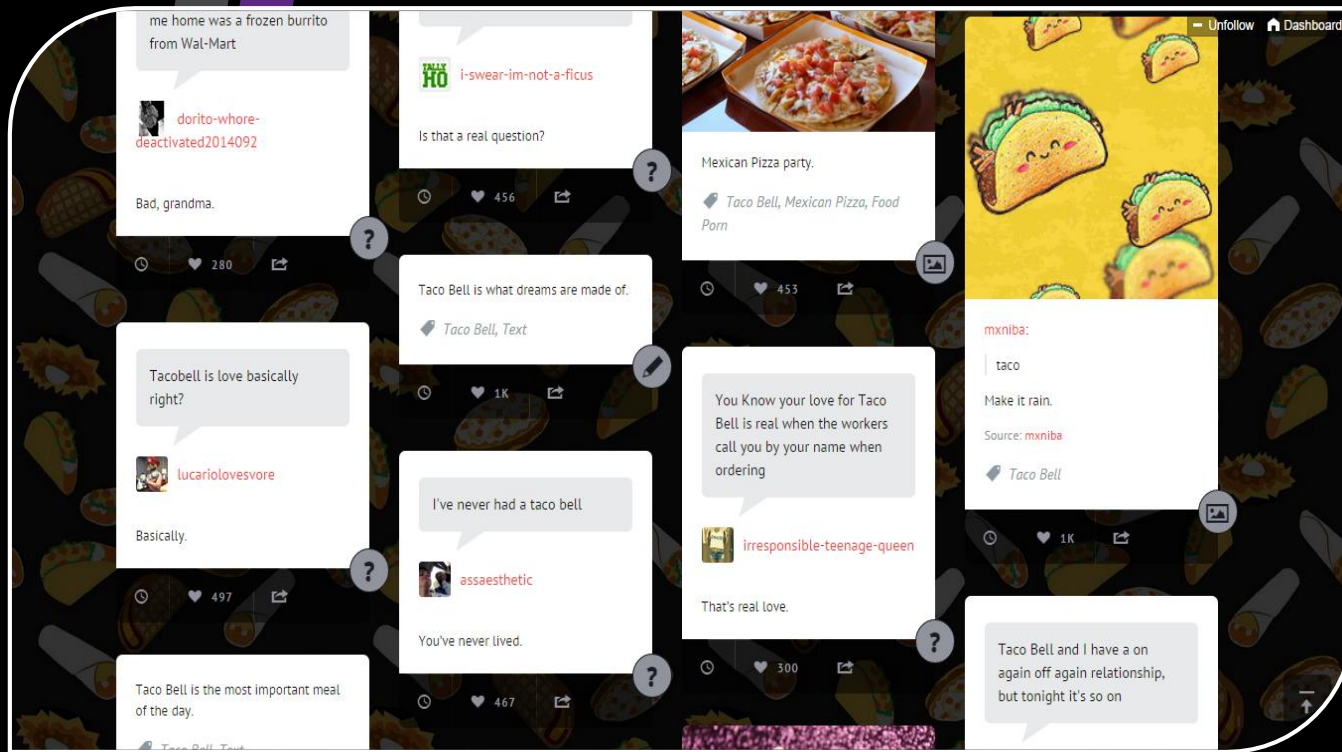 me home was a frozen burrito
from Wal-Mart
dorito-whore-
deactivated2014092
Bad, grandma.
?
280
Tacobell is love basically
right?
lucariolovesvore
Basically.
?
497
Taco Bell is the most important meal
of the day.
Taco Bell, Text
TALLY
HO
i-swear-im-not-a-ficus
Is that a real question?
?
456
Taco Bell is what dreams are made of.
Taco Bell, Text
1K
I've never had a taco bell
assaesthetic
You've never lived.
?
467
Mexican Pizza party.
Taco Bell, Mexican Pizza, Food
Porn
453
You Know your love for Taco
Bell is real when the workers
call you by your name when
ordering
irresponsible-teenage-queen
That's real love.
?
300
Unfollow Dashboard
mxniba:
taco
Make it rain.
Source: mxniba
Taco Bell
1K
Taco Bell and I have a on
again off again relationship,
but tonight it's so on